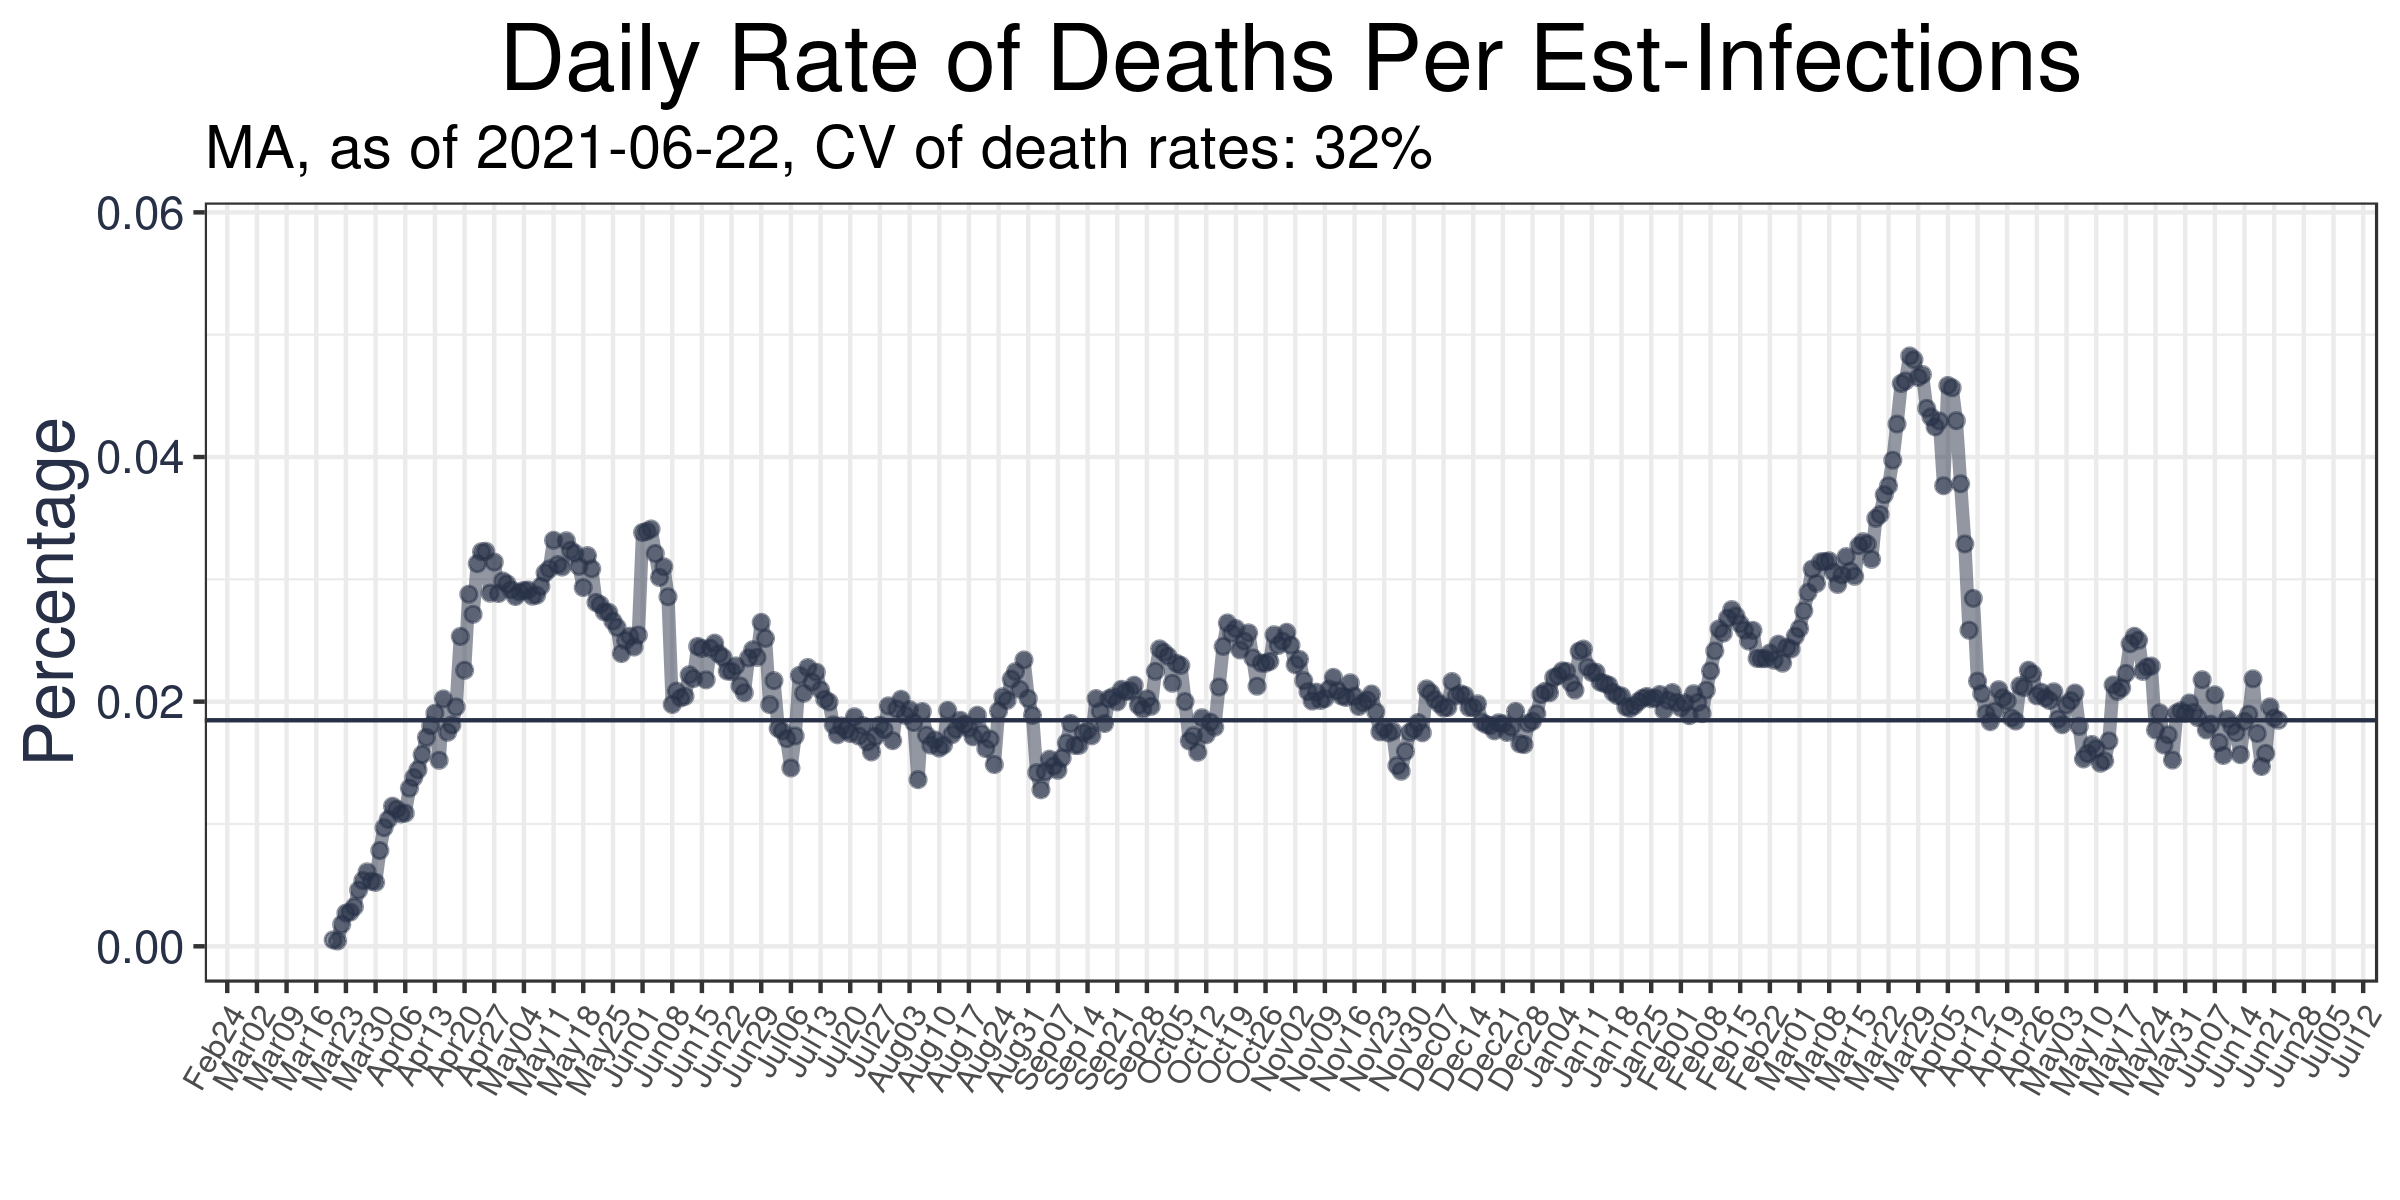 Daily Rate of Deaths Per Est-Infections
MA, as of 2021-06-22, CV of death rates: 32%
Percentage
0.06
0.04
0.02
0.00
Feb24
Mar02
Mar09
Mar16
Mar23
Mar30
Apr06
Apr13
Apr20
Apr27
May04
May11
May18
May25
Jun01
Jun08
Jun15
Jun22
Jun29
Jul06
Jul13
Jul20
Jul27
Aug03
Aug10
Aug17
Aug24
Aug31
Sep07
Sep14
Sep21
Sep28
Oct05
Oct12
Oct19
Oct26
Nov02
Nov09
Nov16
Nov23
Nov30
Dec07
Dec14
Dec21
Dec28
Jan04
Jan11
Jan18
Jan25
Feb01
Feb08
Feb15
Feb22
Mar01
Mar08
Mar15
Mar22
Mar29
Apr05
Apr12
Apr19
Apr26
May03
May10
May17
May24
May31
Jun07
Jun14
Jun21
Jun28
Jul05
Jul12